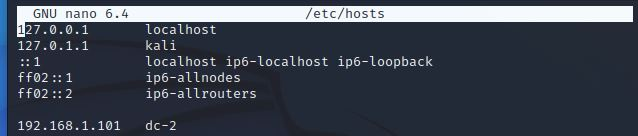 GNU nano 6.4 /etc/hosts
127.0.0.1 localhost
127.0.1.1 kali
::1 localhost ip6-localhost ip6-loopback
ff02::1 ip6-allnodes
ff02::2 ip6-allrouters
192.168.1.101 dc-2